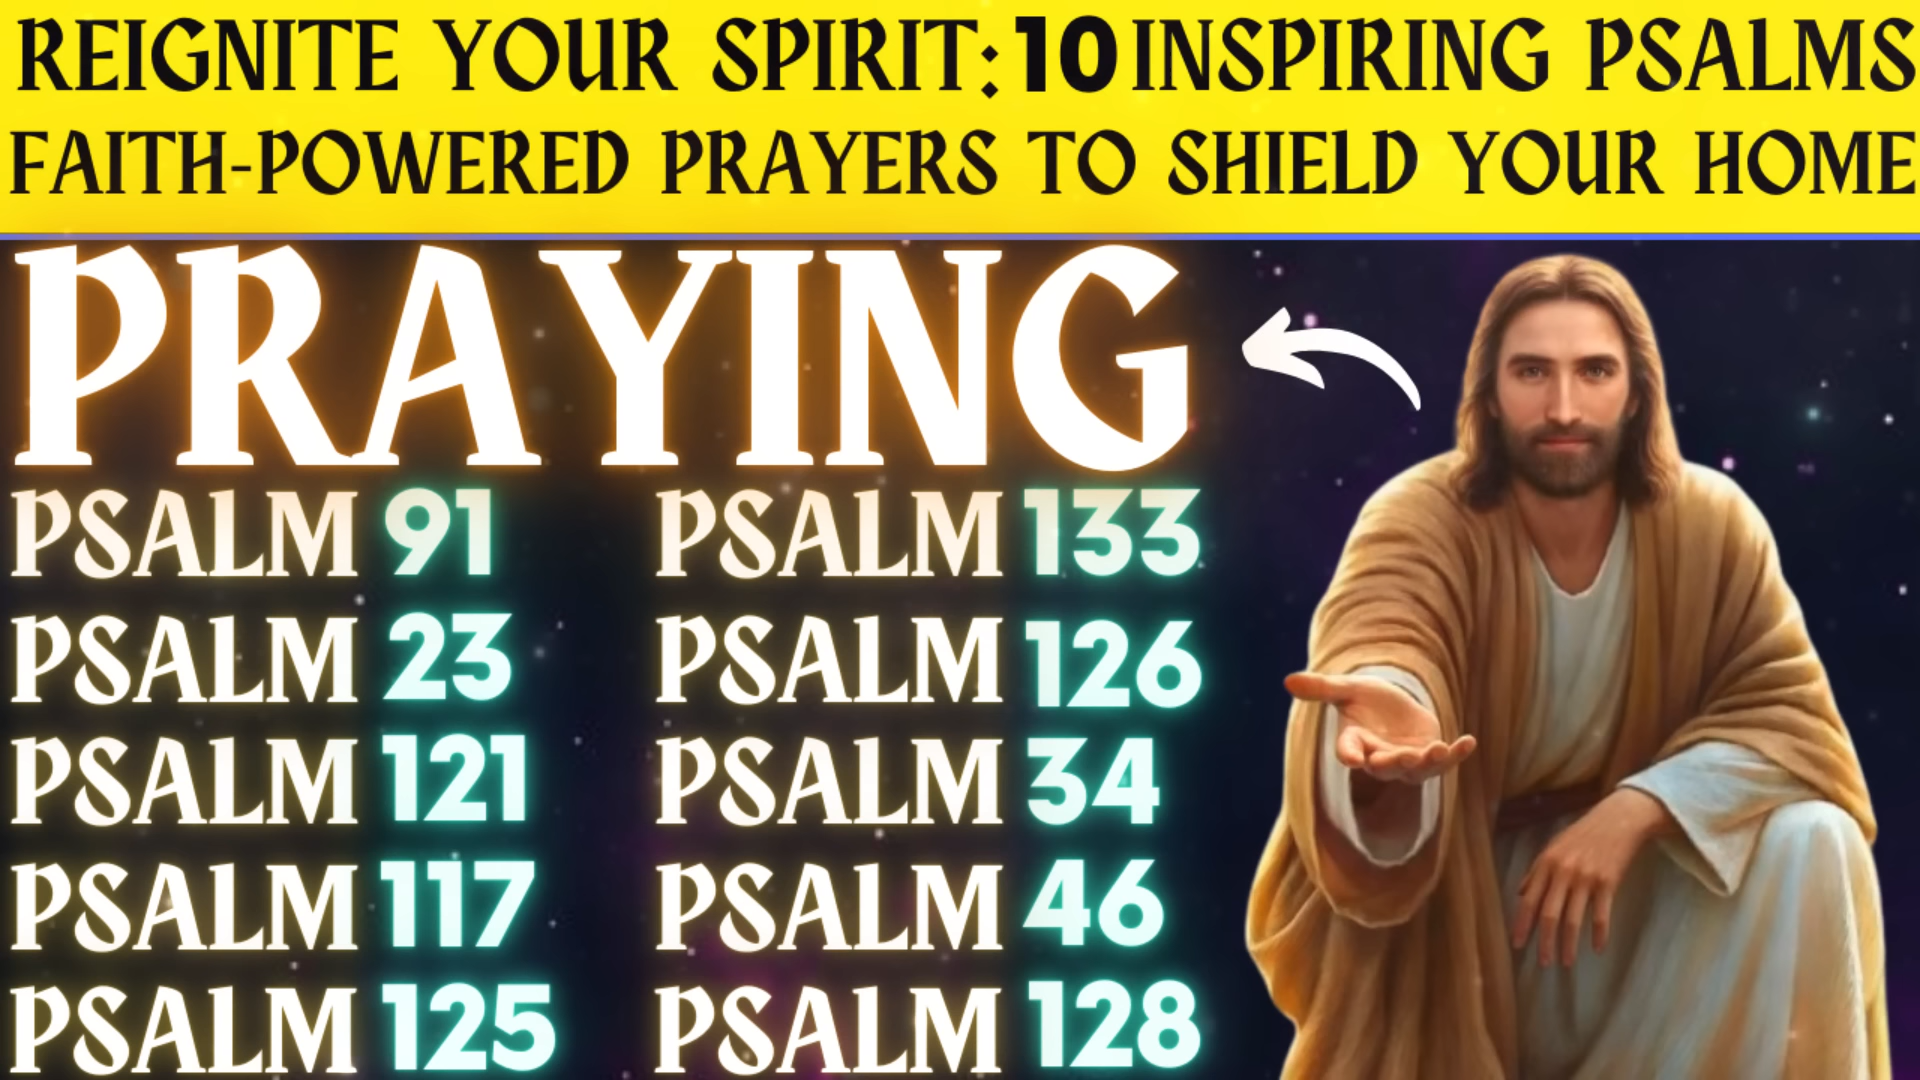 REIGNITE YOUR SPIRIT: 10 INSPIRING PSALMS
FAITH-POWERED PRAYERS TO SHIELD YOUR HOME
PRAYING
PSALM 91
PSALM 23
PSALM 121
PSALM 117
PSALM 125
PSALM 133
PSALM 126
PSALM 34
PSALM 46
PSALM 128